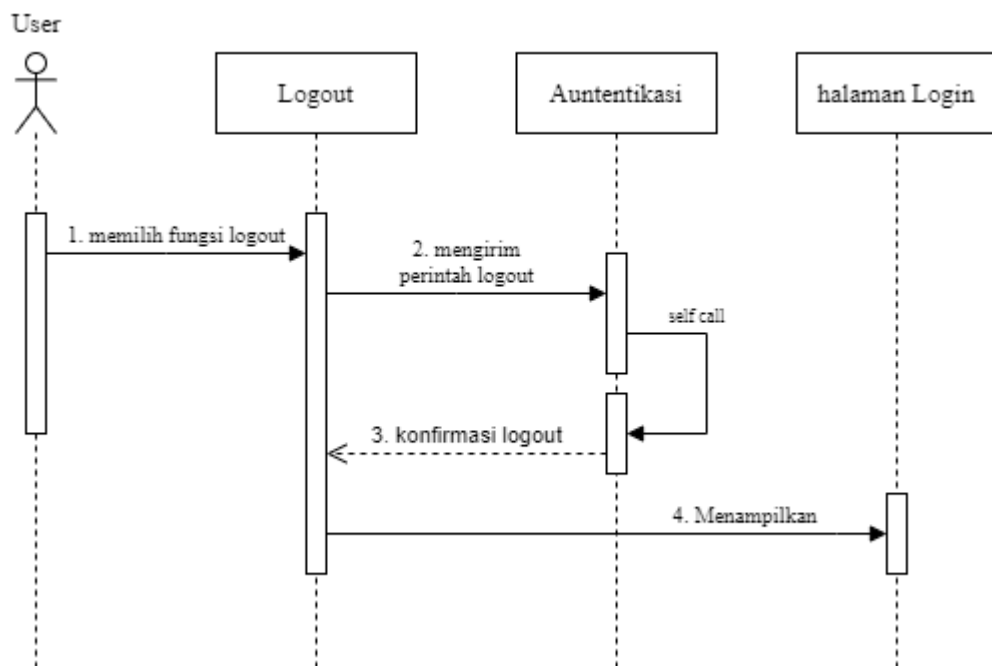 User
Logout
Auntentikasi
halaman Login
1. memilih fungsi logout
2. mengirim
perintah logout
self call
3. konfirmasi logout
4. Menampilkan